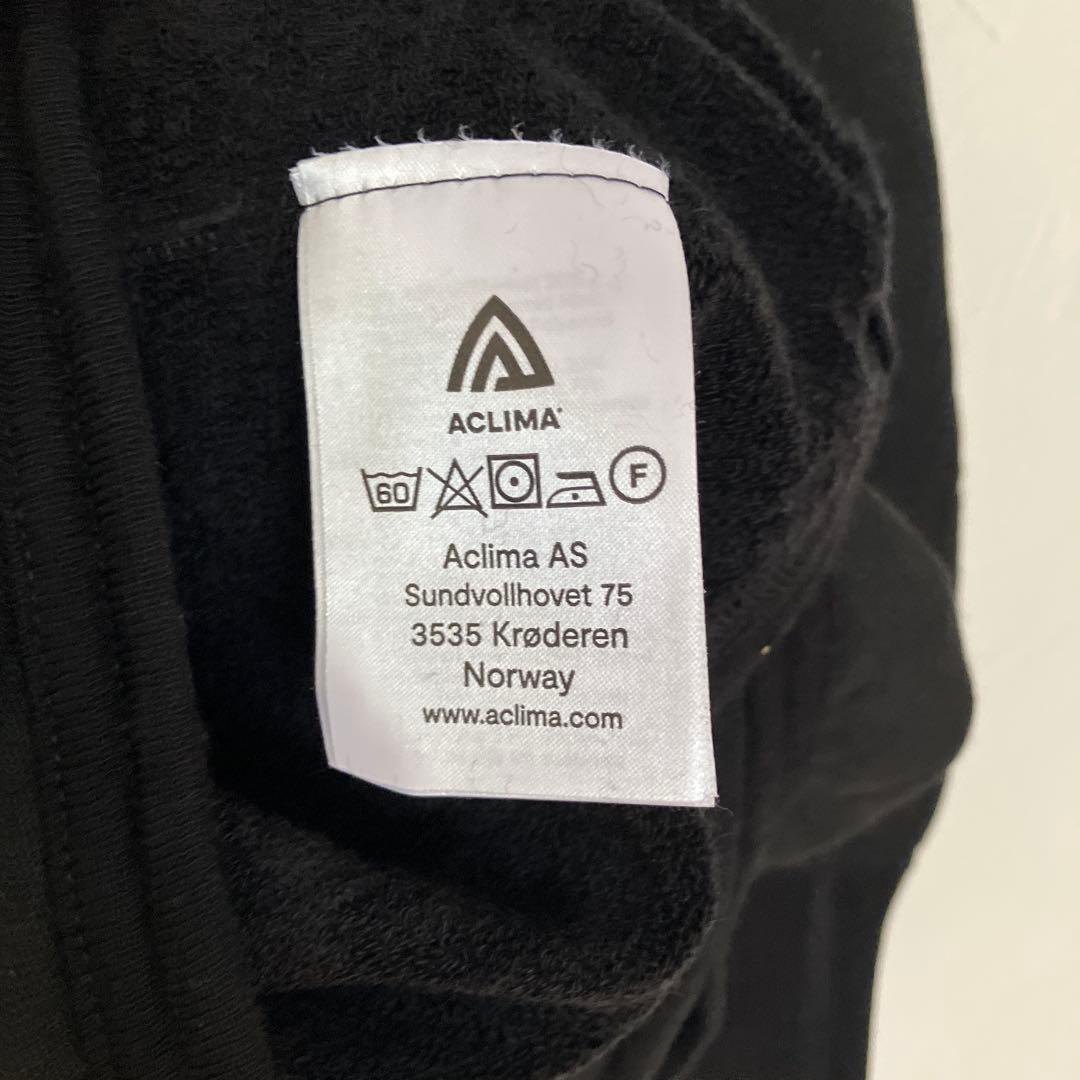 ACLIMA®
60 F
Aclima AS
Sundvollhovet 75
3535 Krøderen
Norway
www.aclima.com